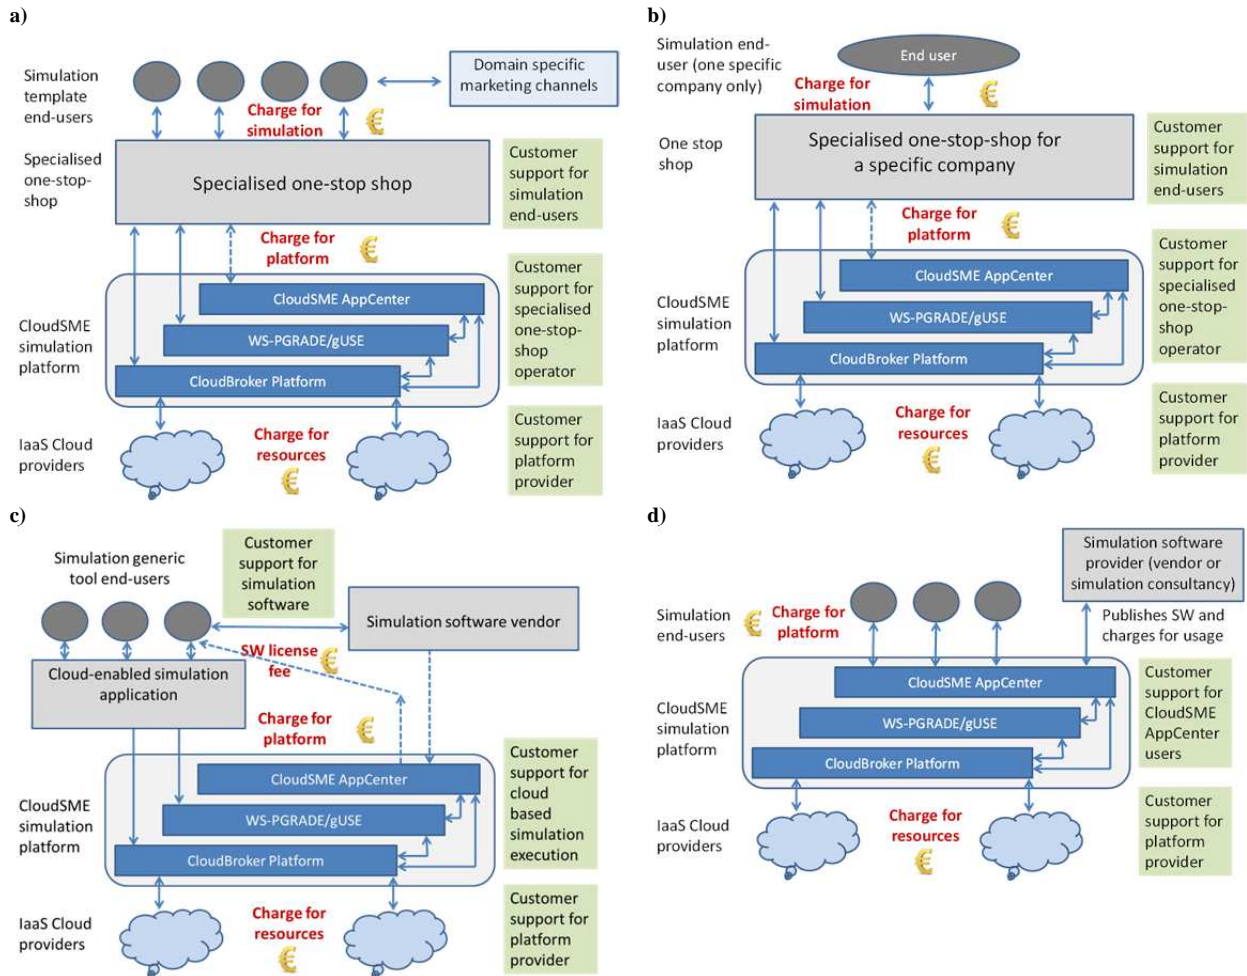 a)
Simulation
template
end-users
Domain specific
marketing channels
Charge for
simulation
€
Specialised
one-stop-
shop
Specialised one-stop shop
Customer
support for
simulation
end-users
Charge for
platform
€
CloudSME
simulation
platform
CloudSME AppCenter
WS-PGRADE/gUSE
CloudBroker Platform
Customer
support for
specialised
one-stop-
shop
operator
IaaS Cloud
providers
Charge for
resources
€
Customer
support for
platform
provider
b)
Simulation end-
user (one specific
company only)
End user
Charge for
simulation
€
One stop
shop
Specialised one-stop-shop for
a specific company
Customer
support for
simulation
end-users
Charge for
platform
€
CloudSME
simulation
platform
CloudSME AppCenter
WS-PGRADE/gUSE
CloudBroker Platform
Customer
support for
specialised
one-stop-
shop
operator
IaaS Cloud
providers
Charge for
resources
€
Customer
support for
platform
provider
c)
Simulation generic
tool end-users
Customer
support for
simulation
software
Simulation software vendor
SW license
fee
€
Cloud-enabled simulation
application
Charge for
platform
€
CloudSME
simulation
platform
CloudSME AppCenter
WS-PGRADE/gUSE
CloudBroker Platform
Customer
support for
cloud
based
simulation
execution
IaaS Cloud
providers
Charge for
resources
€
Customer
support for
platform
provider
d)
Simulation software
provider (vendor or
simulation consultancy)
Simulation
end-users
€
Charge for
platform
Publishes SW and
charges for usage
CloudSME
simulation
platform
CloudSME AppCenter
WS-PGRADE/gUSE
CloudBroker Platform
Customer
support for
CloudSME
AppCenter
users
IaaS Cloud
providers
Charge for
resources
€
Customer
support for
platform
provider